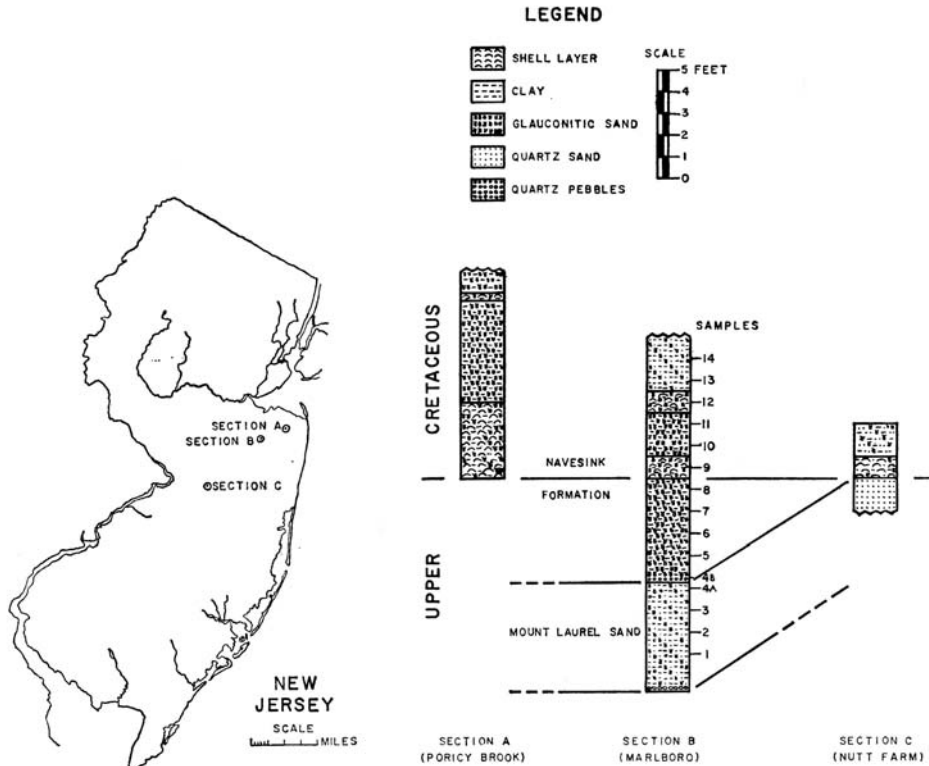 LEGEND
SHELL LAYER
CLAY
GLAUCONITIC SAND
QUARTZ SAND
QUARTZ PEBBLES
SCALE
5 FEET
4
3
2
1
0
SECTION A
SECTION B
SECTION C
NEW
JERSEY
SCALE
MILES
CRETACEOUS
UPPER
SAMPLES
14
13
12
11
10
9
8
7
6
5
4B
4A
3
2
1
NAVESINK
FORMATION
MOUNT LAUREL SAND
SECTION A
(PORICY BROOK)
SECTION B
(MARLBORO)
SECTION C
(NUTT FARM)